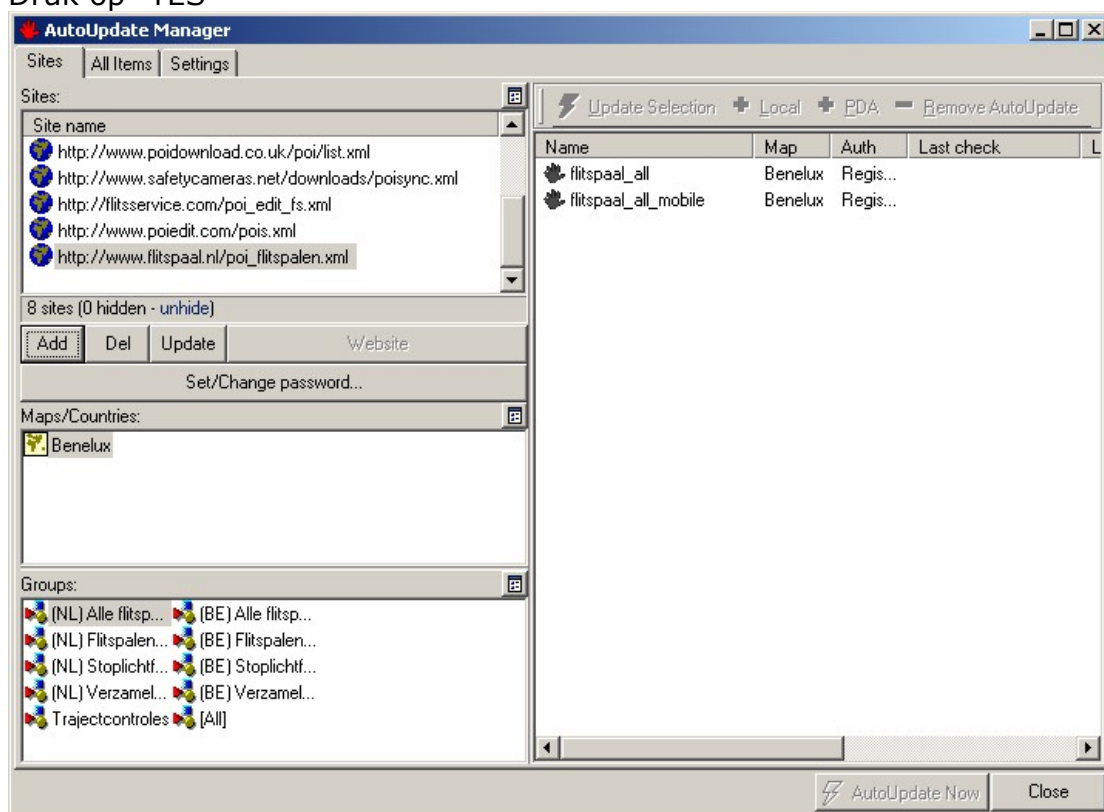 Druk op "YES"
AutoUpdate Manager
Sites All Items Settings
Sites:
Site name
http://www.poidownload.co.uk/poi/list.xml
http://www.safetycameras.net/downloads/poisync.xml
http://flitsservice.com/poi_edit_fs.xml
http://www.poiedit.com/pois.xml
http://www.flitspaal.nl/poi_flitspalen.xml
8 sites (0 hidden - unhide)
Add Del Update Website
Set/Change password...
Maps/Countries:
Benelux
Groups:
(NL) Alle flitsp... (BE) Alle flitsp...
(NL) Flitspalen... (BE) Flitspalen...
(NL) Stoplichtf... (BE) Stoplichtf...
(NL) Verzamel... (BE) Verzamel...
Trajectcontroles [All]
Update Selection Local PDA Remove AutoUpdate
Name Map Auth Last check L
flitspaal_all Benelux Regis...
flitspaal_all_mobile Benelux Regis...
AutoUpdate Now Close